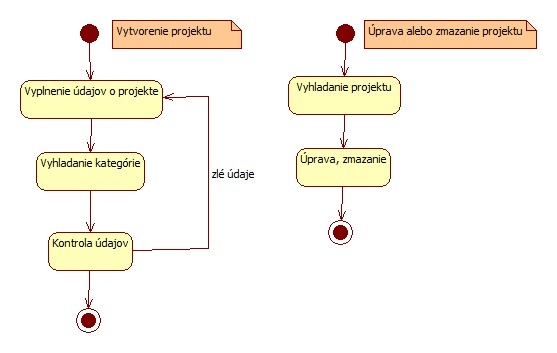 Vytvorenie projektu
Vyplnenie údajov o projekte
Vyhladanie kategórie
zlé údaje
Kontrola údajov
Úprava alebo zmazanie projektu
Vyhladanie projektu
Úprava, zmazanie